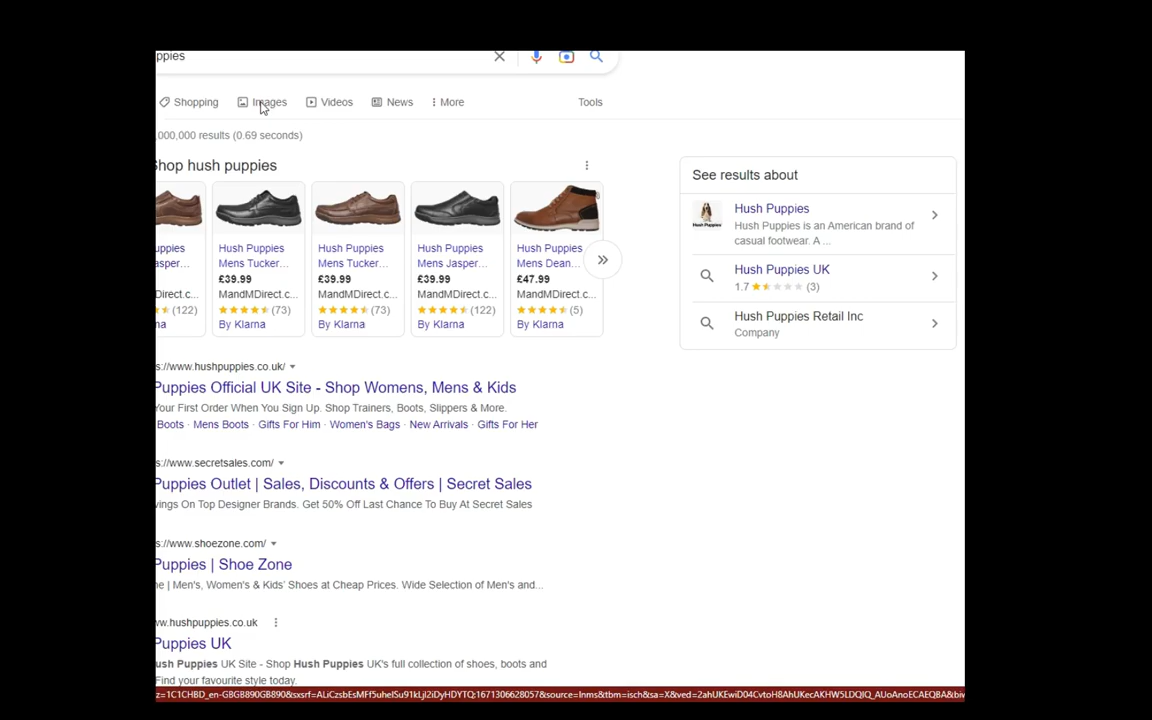 ppies
Shopping
Images
Videos
News
More
Tools
,000,000 results (0.69 seconds)
Shop hush puppies
uppies
asper...
MDirect.c...
(122)
na
Hush Puppies
Mens Tucker...
£39.99
MandMDirect.c...
(73)
By Klarna
Hush Puppies
Mens Tucker...
£39.99
MandMDirect.c...
(73)
By Klarna
Hush Puppies
Mens Jasper...
£39.99
MandMDirect.c...
(122)
By Klarna
Hush Puppies
Mens Dean...
£47.99
MandMDirect.c...
(5)
By Klarna
See results about
Hush Puppies
Hush Puppies
Hush Puppies is an American brand of
casual footwear. A ...
Hush Puppies UK
1.7 (3)
Hush Puppies Retail Inc
Company
s://www.hushpuppies.co.uk/
Puppies Official UK Site - Shop Womens, Mens & Kids
Your First Order When You Sign Up. Shop Trainers, Boots, Slippers & More.
Boots · Mens Boots · Gifts For Him · Women's Bags · New Arrivals · Gifts For Her
s://www.secretsales.com/
Puppies Outlet | Sales, Discounts & Offers | Secret Sales
vings On Top Designer Brands. Get 50% Off Last Chance To Buy At Secret Sales
s://www.shoezone.com/
Puppies | Shoe Zone
ne | Men's, Women's & Kids' Shoes at Cheap Prices. Wide Selection of Men's and...
ww.hushpuppies.co.uk
Puppies UK
ush Puppies UK Site - Shop Hush Puppies UK's full collection of shoes, boots and
Find your favourite style today.